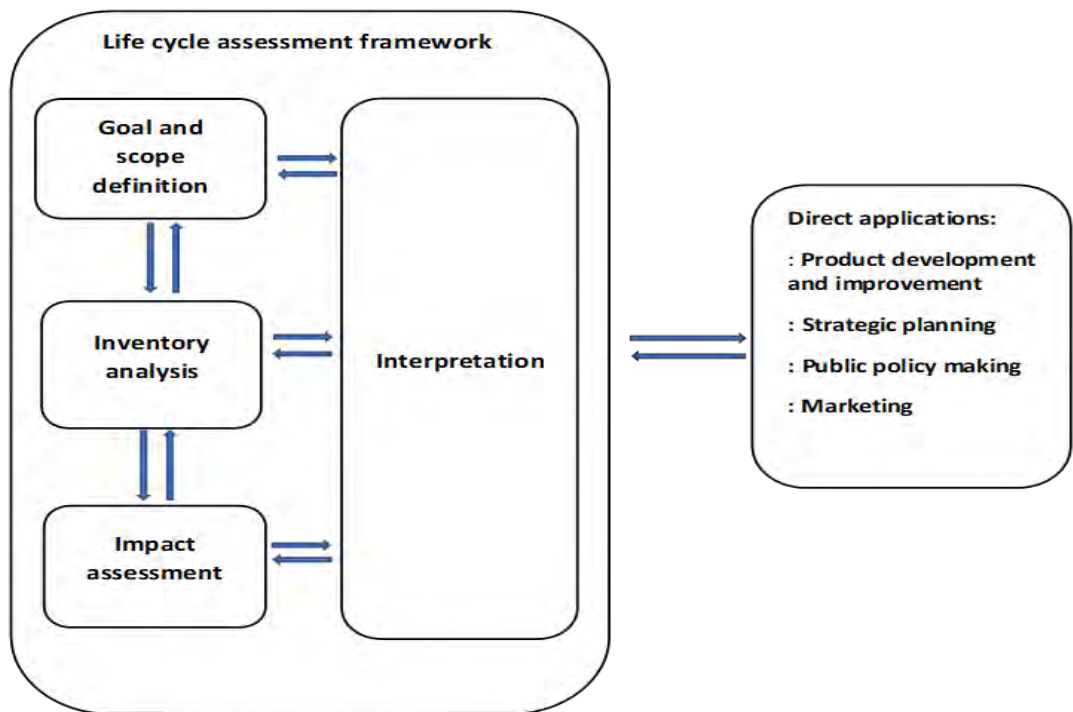 Life cycle assessment framework
Goal and
scope
definition
Inventory
analysis
Impact
assessment
Interpretation
Direct applications:
: Product development
and improvement
: Strategic planning
: Public policy making
: Marketing